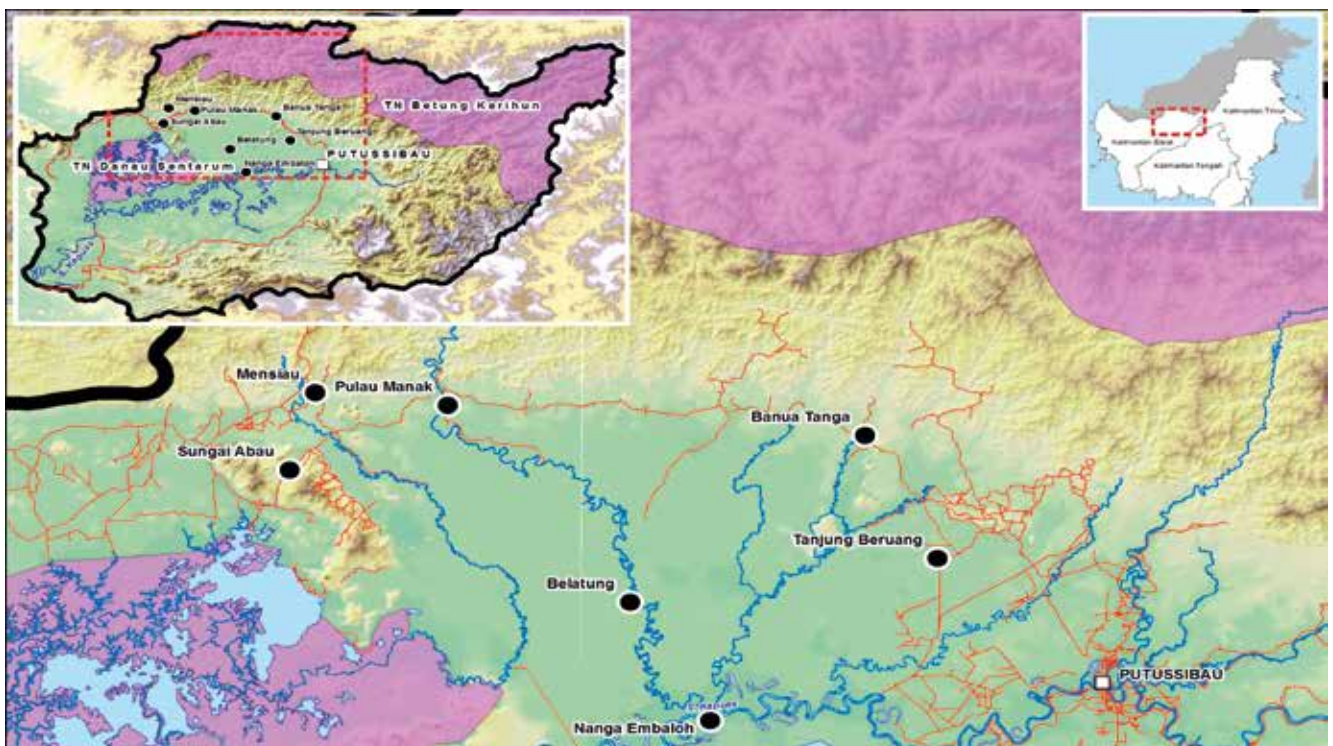 TN Betung Kerihun
Mensiau
Pulau Manak
Banua Tanga
Sungai Abau
Tanjung Beruang
Belatung
PUTUSSIBAU
Nanga Embaloh
TN Danau Sentarum
S. Kapuas
Kalimantan Timur
Kalimantan Barat
Kalimantan Tengah
Mensiau
Pulau Manak
Banua Tanga
Sungai Abau
Tanjung Beruang
Belatung
PUTUSSIBAU
S. KAPUAS
Nanga Embaloh